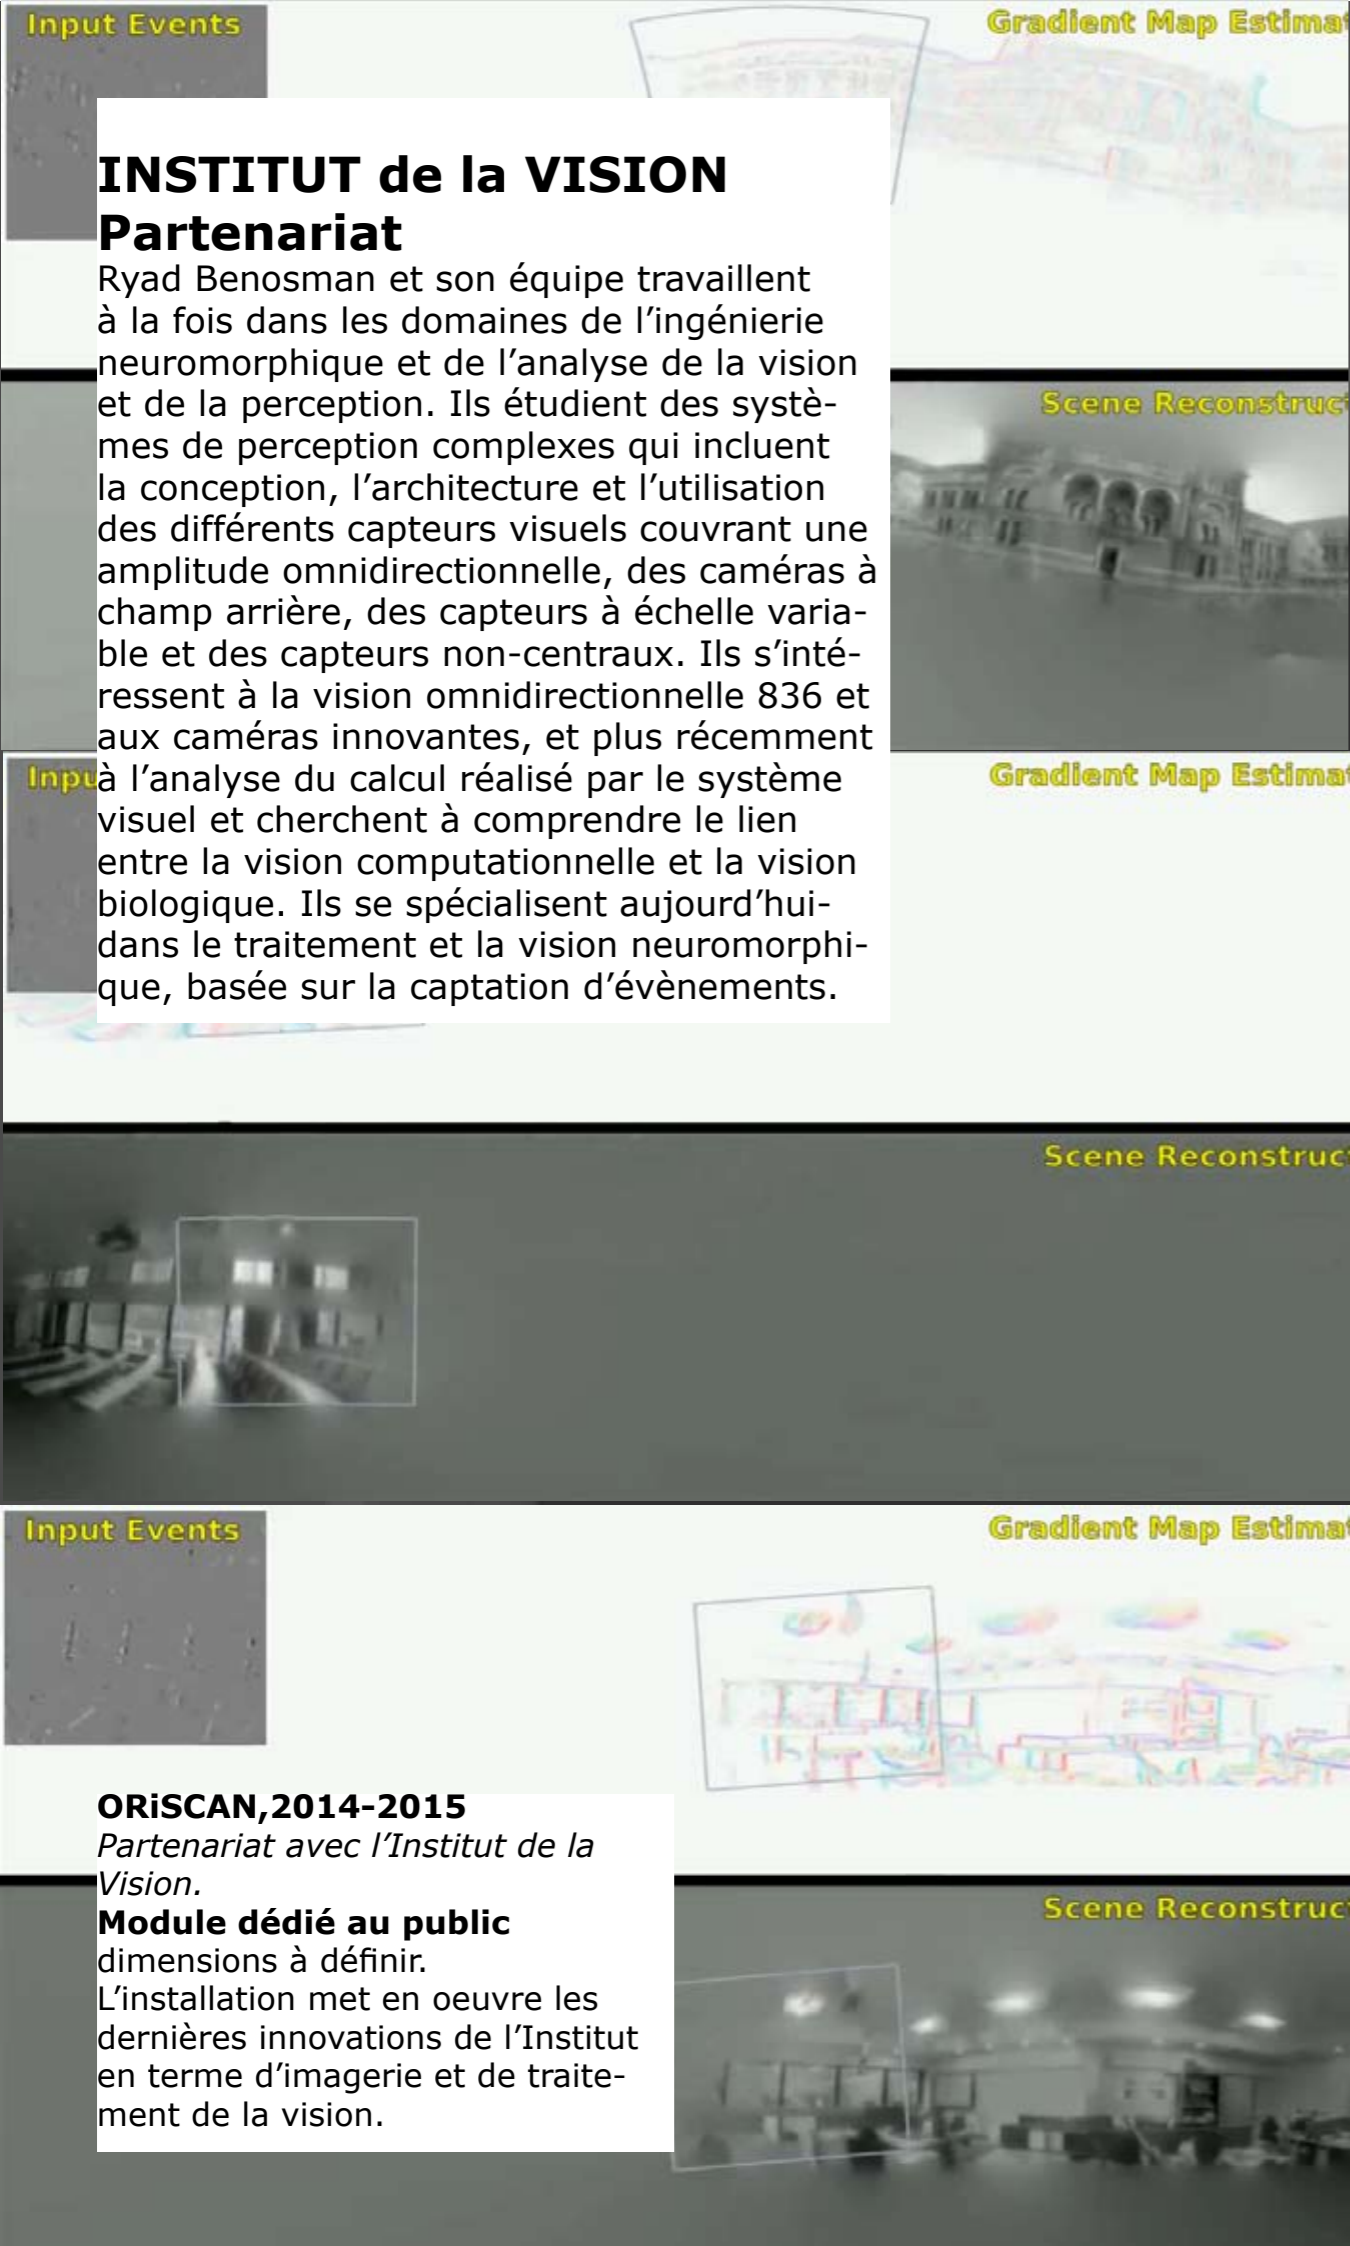 Input Events
Gradient Map Estima
INSTITUT de la VISION
Partenariat
Ryad Benosman et son équipe travaillent
à la fois dans les domaines de l’ingénierie
neuromorphique et de l’analyse de la vision
et de la perception. Ils étudient des systè-
mes de perception complexes qui incluent
la conception, l’architecture et l’utilisation
des différents capteurs visuels couvrant une
amplitude omnidirectionnelle, des caméras à
champ arrière, des capteurs à échelle varia-
ble et des capteurs non-centraux. Ils s’inté-
ressent à la vision omnidirectionnelle 836 et
aux caméras innovantes, et plus récemment
à l’analyse du calcul réalisé par le système
visuel et cherchent à comprendre le lien
entre la vision computationnelle et la vision
biologique. Ils se spécialisent aujourd’hui-
dans le traitement et la vision neuromorphi-
que, basée sur la captation d’évènements.
Scene Reconstruc
Inpu
Gradient Map Estima
Scene Reconstruc
Input Events
Gradient Map Estima
ORiSCAN,2014-2015
Partenariat avec l’Institut de la
Vision.
Module dédié au public
dimensions à définir.
L’installation met en oeuvre les
dernières innovations de l’Institut
en terme d’imagerie et de traite-
ment de la vision.
Scene Reconstruc